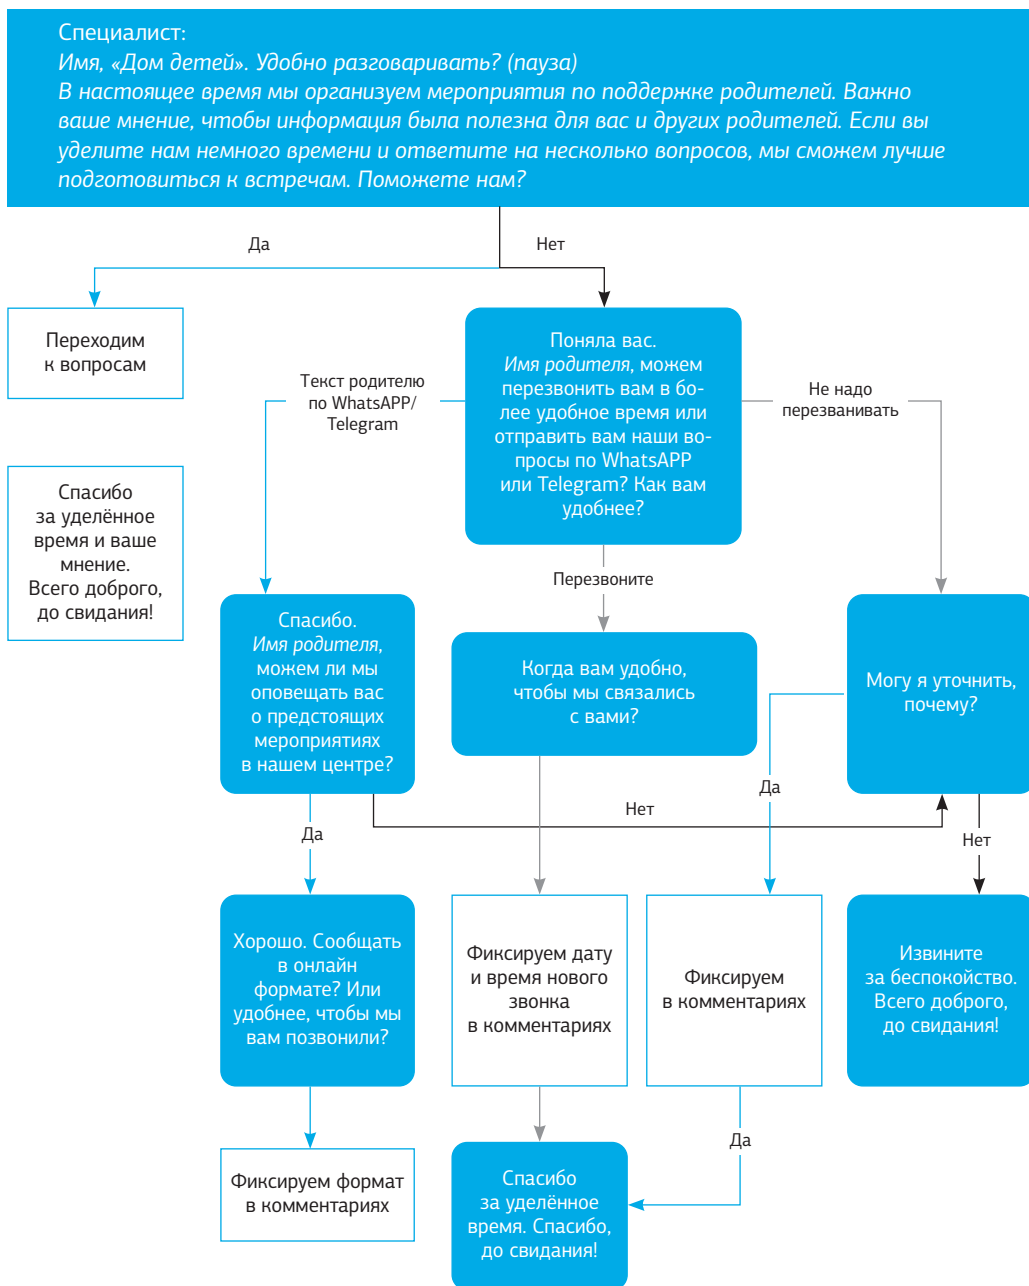 Специалист:
Имя, «Дом детей». Удобно разговаривать? (пауза)
В настоящее время мы организуем мероприятия по поддержке родителей. Важно
ваше мнение, чтобы информация была полезна для вас и других родителей. Если вы
уделите нам немного времени и ответите на несколько вопросов, мы сможем лучше
подготовиться к встречам. Поможете нам?
Да
Нет
Переходим
к вопросам
Поняла вас.
Имя родителя, можем
перезвонить вам в бо-
лее удобное время или
отправить вам наши во-
просы по WhatsAPP
или Telegram? Как вам
удобнее?
Текст родителю
по WhatsAPP/
Telegram
Не надо
перезванивать
Спасибо
за уделённое
время и ваше
мнение.
Всего доброго,
до свидания!
Перезвоните
Спасибо.
Имя родителя,
можем ли мы
оповещать вас
о предстоящих
мероприятиях
в нашем центре?
Когда вам удобно,
чтобы мы связались
с вами?
Могу я уточнить,
почему?
Да
Нет
Да
Нет
Хорошо. Сообщать
в онлайн
формате? Или
удобнее, чтобы мы
вам позвонили?
Фиксируем дату
и время нового
звонка
в комментариях
Фиксируем
в комментариях
Извините
за беспокойство.
Всего доброго,
до свидания!
Да
Фиксируем формат
в комментариях
Спасибо
за уделённое
время. Спасибо,
до свидания!